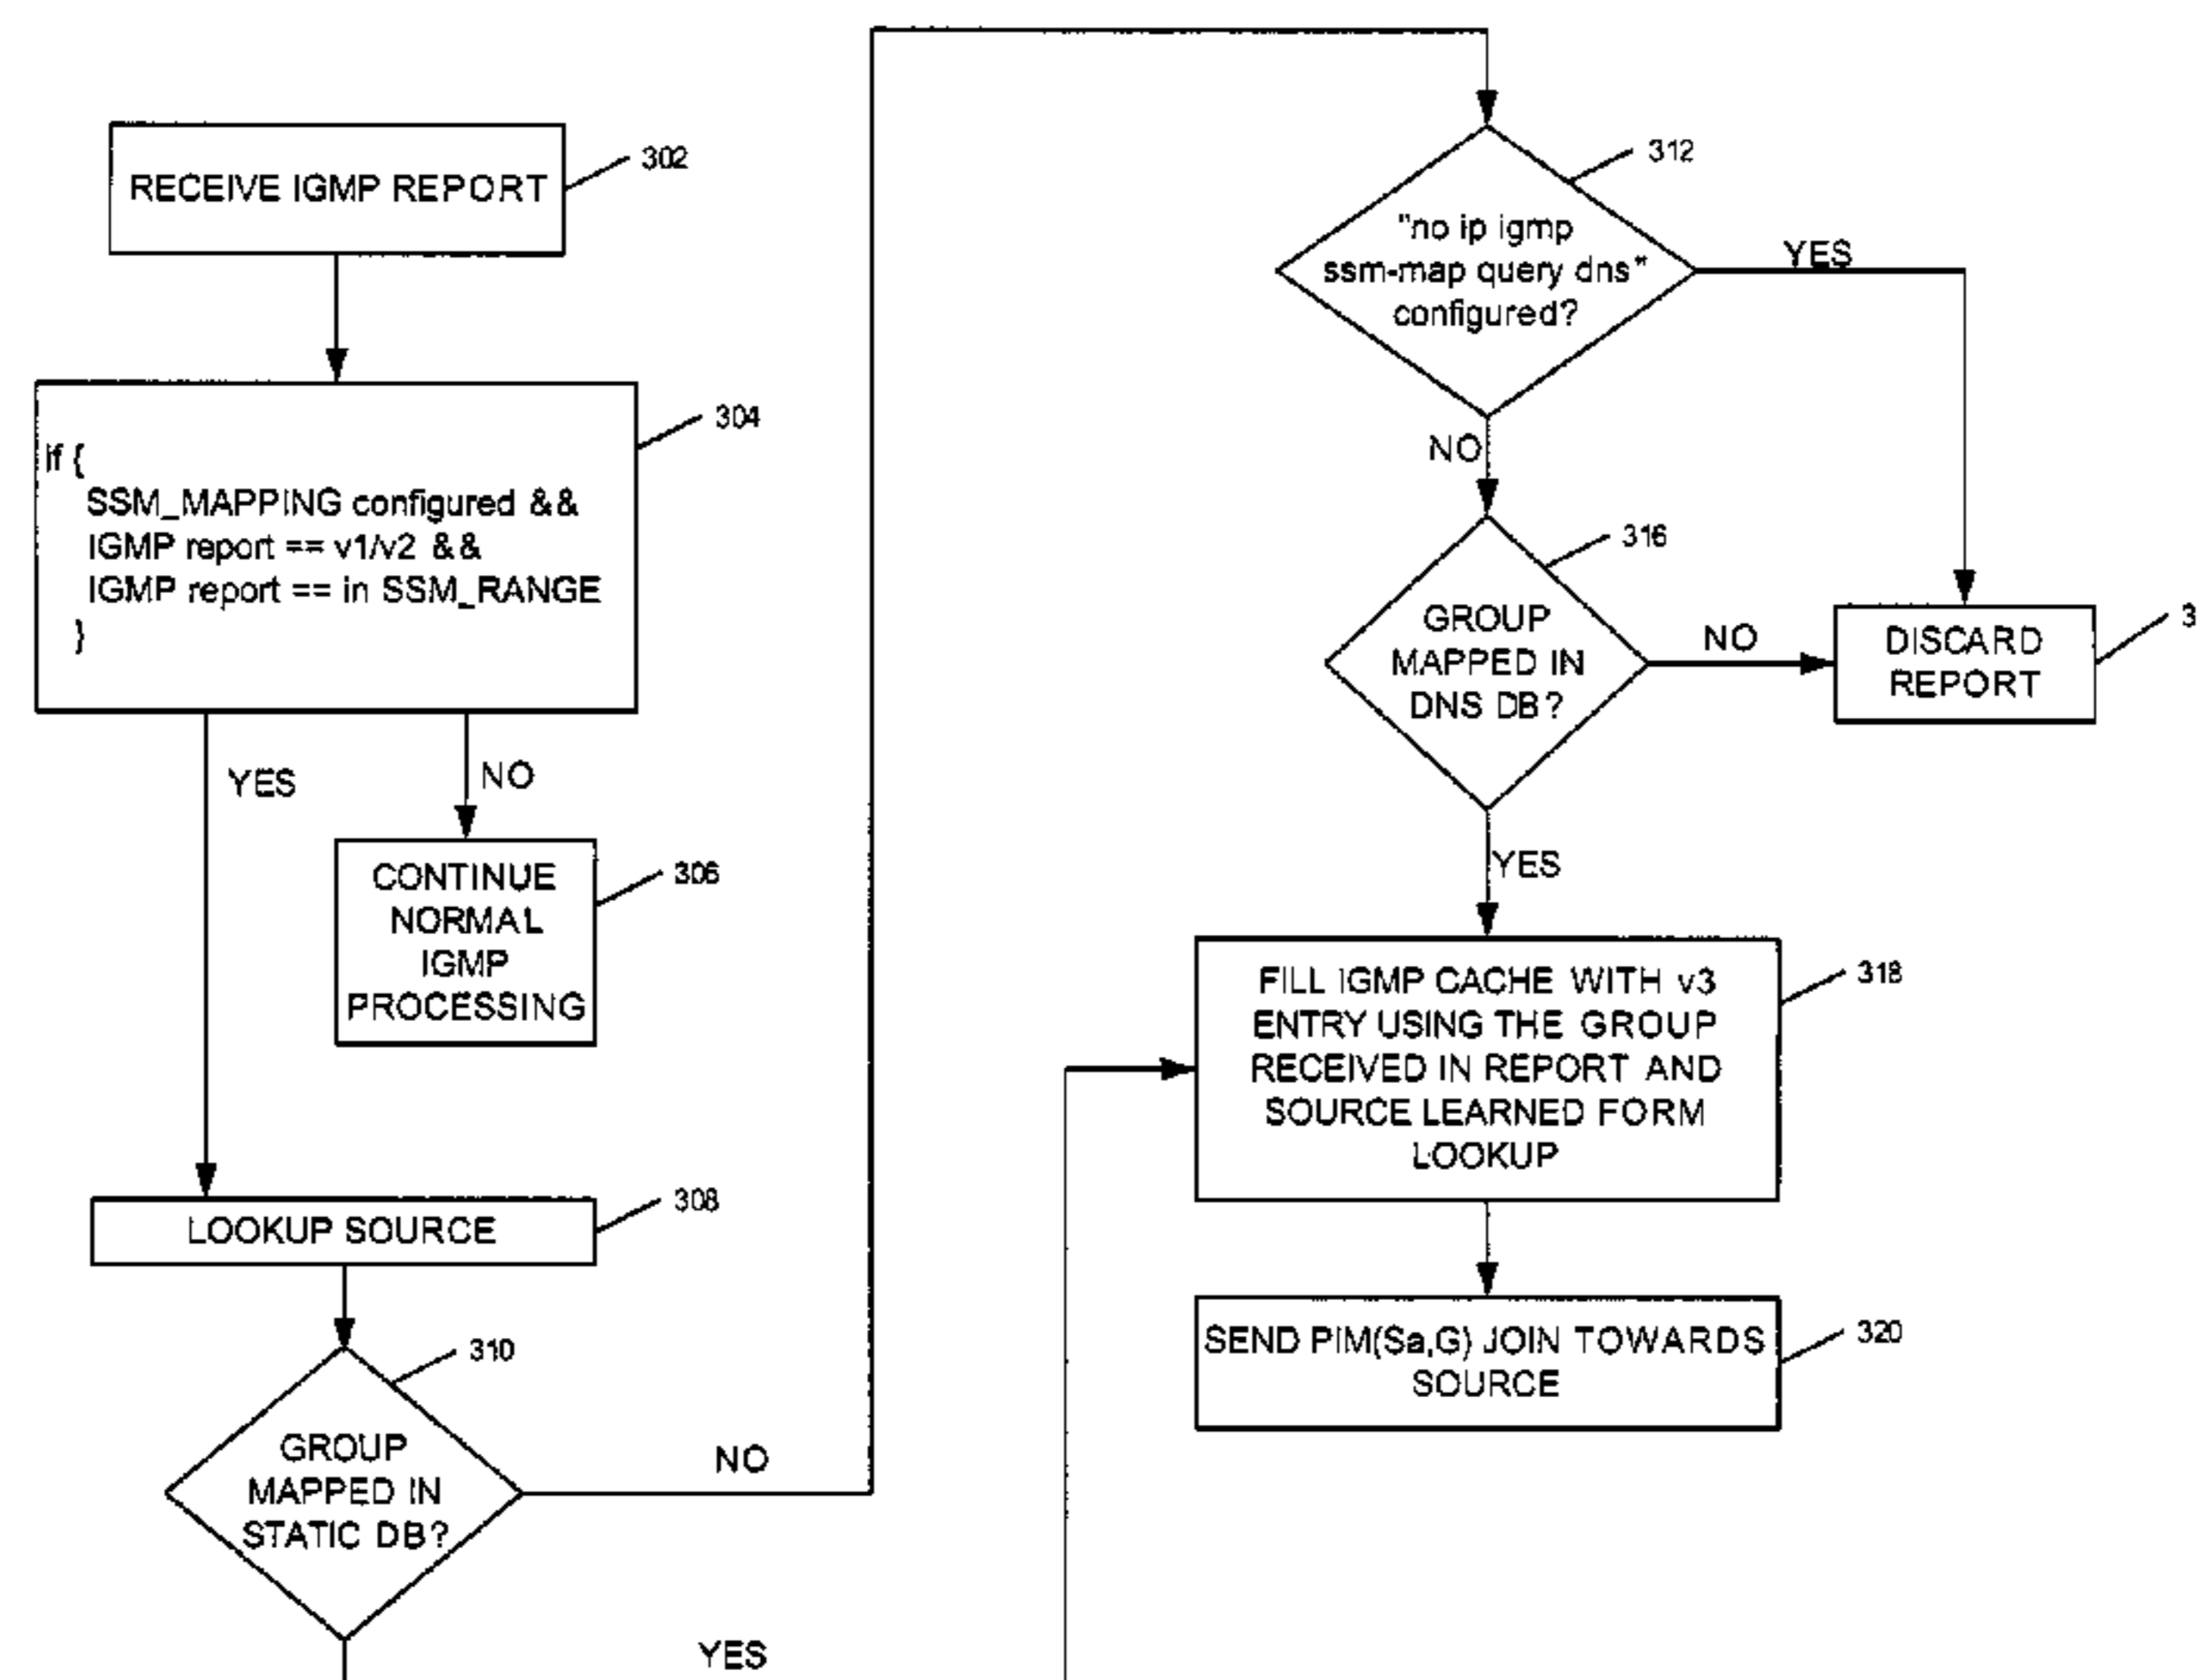 RECEIVE IGMP REPORT
302
if {
SSM_MAPPING configured &&
IGMP report == v1/v2 &&
IGMP report == in SSM_RANGE
}
304
YES
NO
CONTINUE
NORMAL
IGMP
PROCESSING
306
LOOKUP SOURCE
308
GROUP
MAPPED IN
STATIC DB?
310
NO
YES
"no ip igmp
ssm-map query dns"
configured?
312
YES
NO
GROUP
MAPPED IN
DNS DB?
316
NO
DISCARD
REPORT
3
YES
FILL IGMP CACHE WITH v3
ENTRY USING THE GROUP
RECEIVED IN REPORT AND
SOURCE LEARNED FORM
LOOKUP
318
SEND PIM(Sa,G) JOIN TOWARDS
SOURCE
320